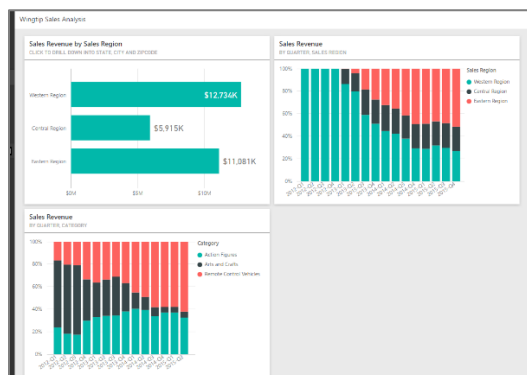 Wingtip Sales Analysis
Sales Revenue by Sales Region
CLICK TO DRILL DOWN INTO STATE, CITY AND ZIPCODE
Western Region
$12,734K
Central Region
$5,915K
Eastern Region
$11,081K
$0M
$5M
$10M
Sales Revenue
BY QUARTER, SALES REGION
100%
80%
60%
40%
20%
0%
Sales Region
Western Region
Central Region
Eastern Region
Sales Revenue
BY QUARTER, CATEGORY
100%
80%
60%
40%
20%
0%
Category
Action Figures
Arts and Crafts
Remote Control Vehicles